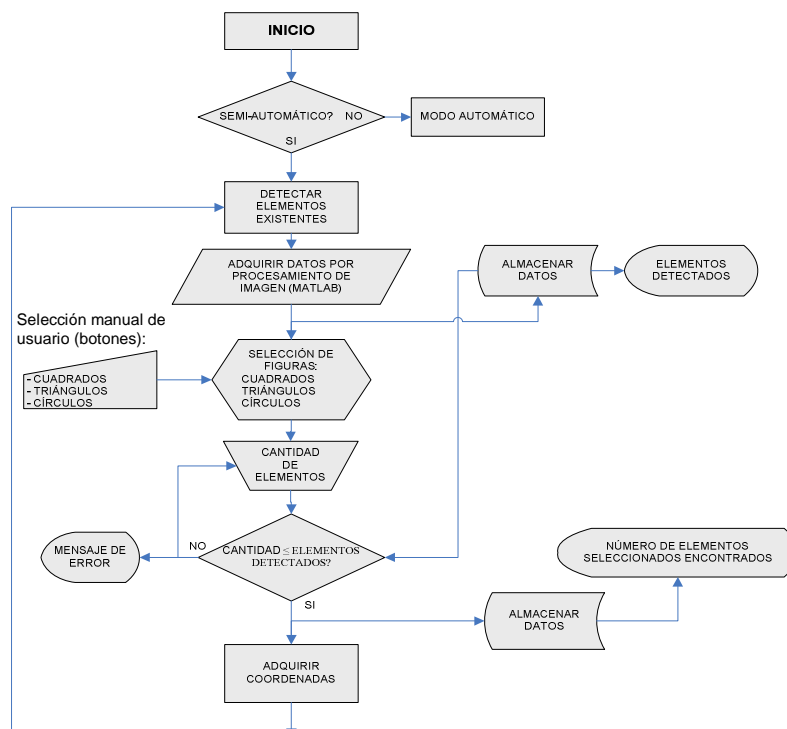 INICIO
SEMI-AUTOMÁTICO?
NO
SI
MODO AUTOMÁTICO
DETECTAR
ELEMENTOS
EXISTENTES
ADQUIRIR DATOS POR
PROCESAMIENTO DE
IMAGEN (MATLAB)
ALMACENAR
DATOS
ELEMENTOS
DETECTADOS
Selección manual de
usuario (botones):
- CUADRADOS
- TRIÁNGULOS
- CÍRCULOS
SELECCIÓN DE
FIGURAS:
CUADRADOS
TRIÁNGULOS
CÍRCULOS
CANTIDAD
DE
ELEMENTOS
MENSAJE DE
ERROR
NO
CANTIDAD ≤ ELEMENTOS
DETECTADOS?
SI
NÚMERO DE ELEMENTOS
SELECCIONADOS ENCONTRADOS
ALMACENAR
DATOS
ADQUIRIR
COORDENADAS